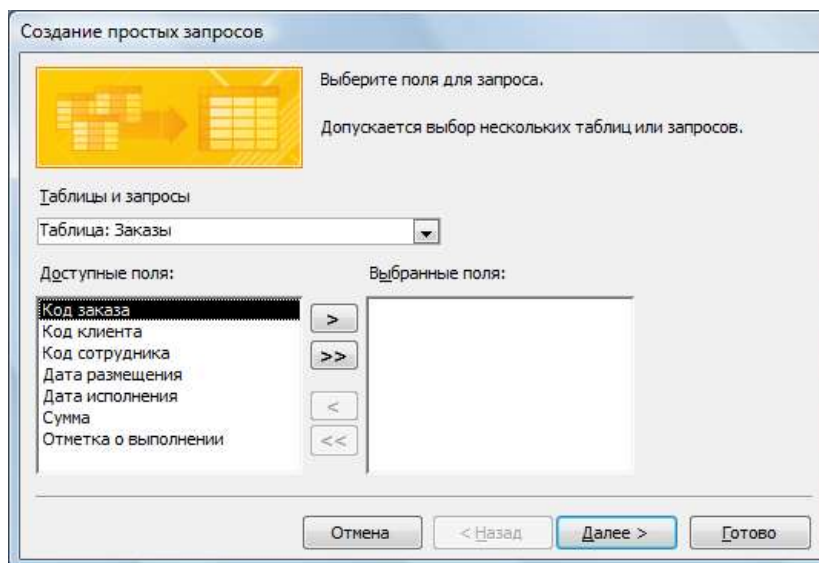 Создание простых запросов
Выберите поля для запроса.
Допускается выбор нескольких таблиц или запросов.
Таблицы и запросы
Таблица: Заказы
Доступные поля:
Выбранные поля:
Код заказа
Код клиента
Код сотрудника
Дата размещения
Дата исполнения
Сумма
Отметка о выполнении
>
>>
<
<<
Отмена
< Назад
Далее >
Готово